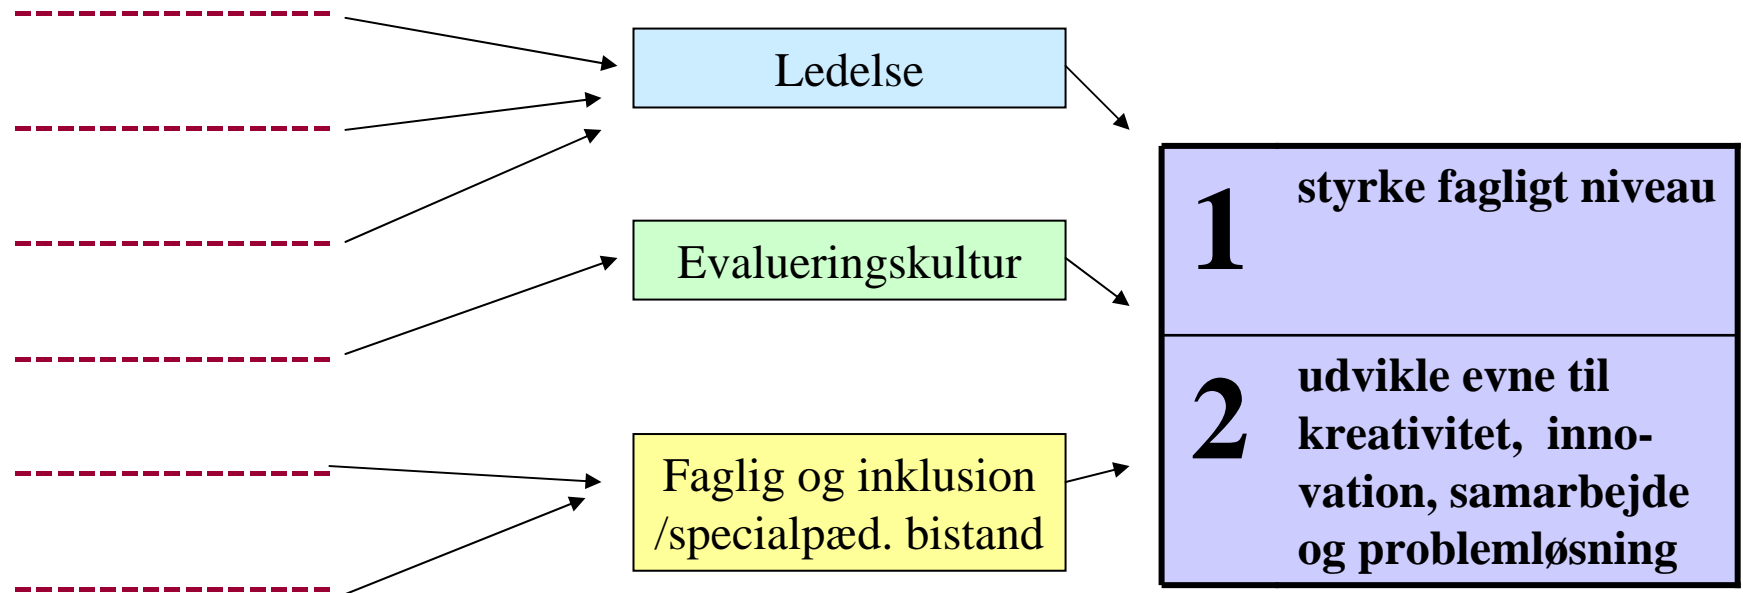 Ledelse
Evalueringskultur
Faglig og inklusion
/specialpæd. bistand
1
styrke fagligt niveau
2
udvikle evne til
kreativitet, inno-
vation, samarbejde
og problemløsning